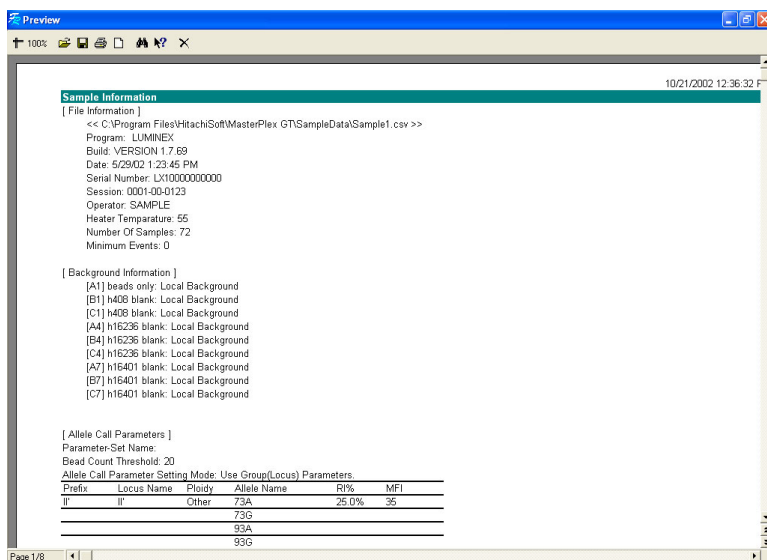 Preview
100%
10/21/2002 12:36:32 P
Sample Information
[ File Information ]
<< C:\Program Files\HitachiSoft\MasterPlex GT\SampleData\Sample1.csv >>
Program: LUMINEX
Build: VERSION 1.7.69
Date: 5/29/02 1:23:45 PM
Serial Number: LX10000000000
Session: 0001-00-0123
Operator: SAMPLE
Heater Temparature: 55
Number Of Samples: 72
Minimum Events: 0
[ Background Information ]
[A1] beads only: Local Background
[B1] h408 blank: Local Background
[C1] h408 blank: Local Background
[A4] h16236 blank: Local Background
[B4] h16236 blank: Local Background
[C4] h16236 blank: Local Background
[A7] h16401 blank: Local Background
[B7] h16401 blank: Local Background
[C7] h16401 blank: Local Background
[ Allele Call Parameters ]
Parameter-Set Name:
Bead Count Threshold: 20
Allele Call Parameter Setting Mode: Use Group(Locus) Parameters.
Prefix Locus Name Ploidy Allele Name RI% MFI
II' II' Other 73A 25.0% 35
73G
93A
93G
Page 1/8